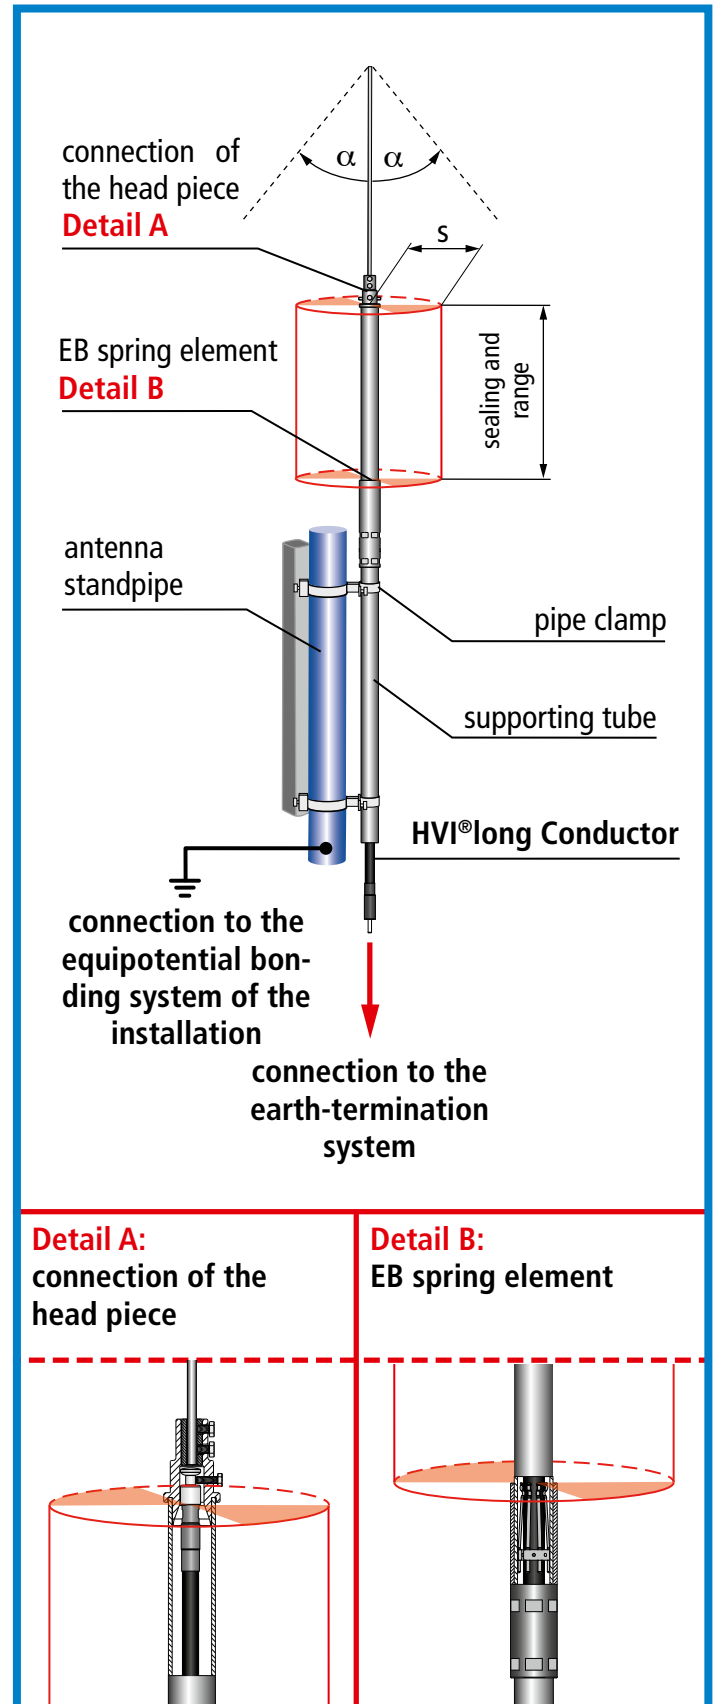 α α
connection of
the head piece
Detail A
s
EB spring element
Detail B
sealing and
range
antenna
standpipe
pipe clamp
supporting tube
HVI®long Conductor
connection to the
equipotential bon-
ding system of the
installation
connection to the
earth-termination
system
Detail A:
connection of the
head piece
Detail B:
EB spring element